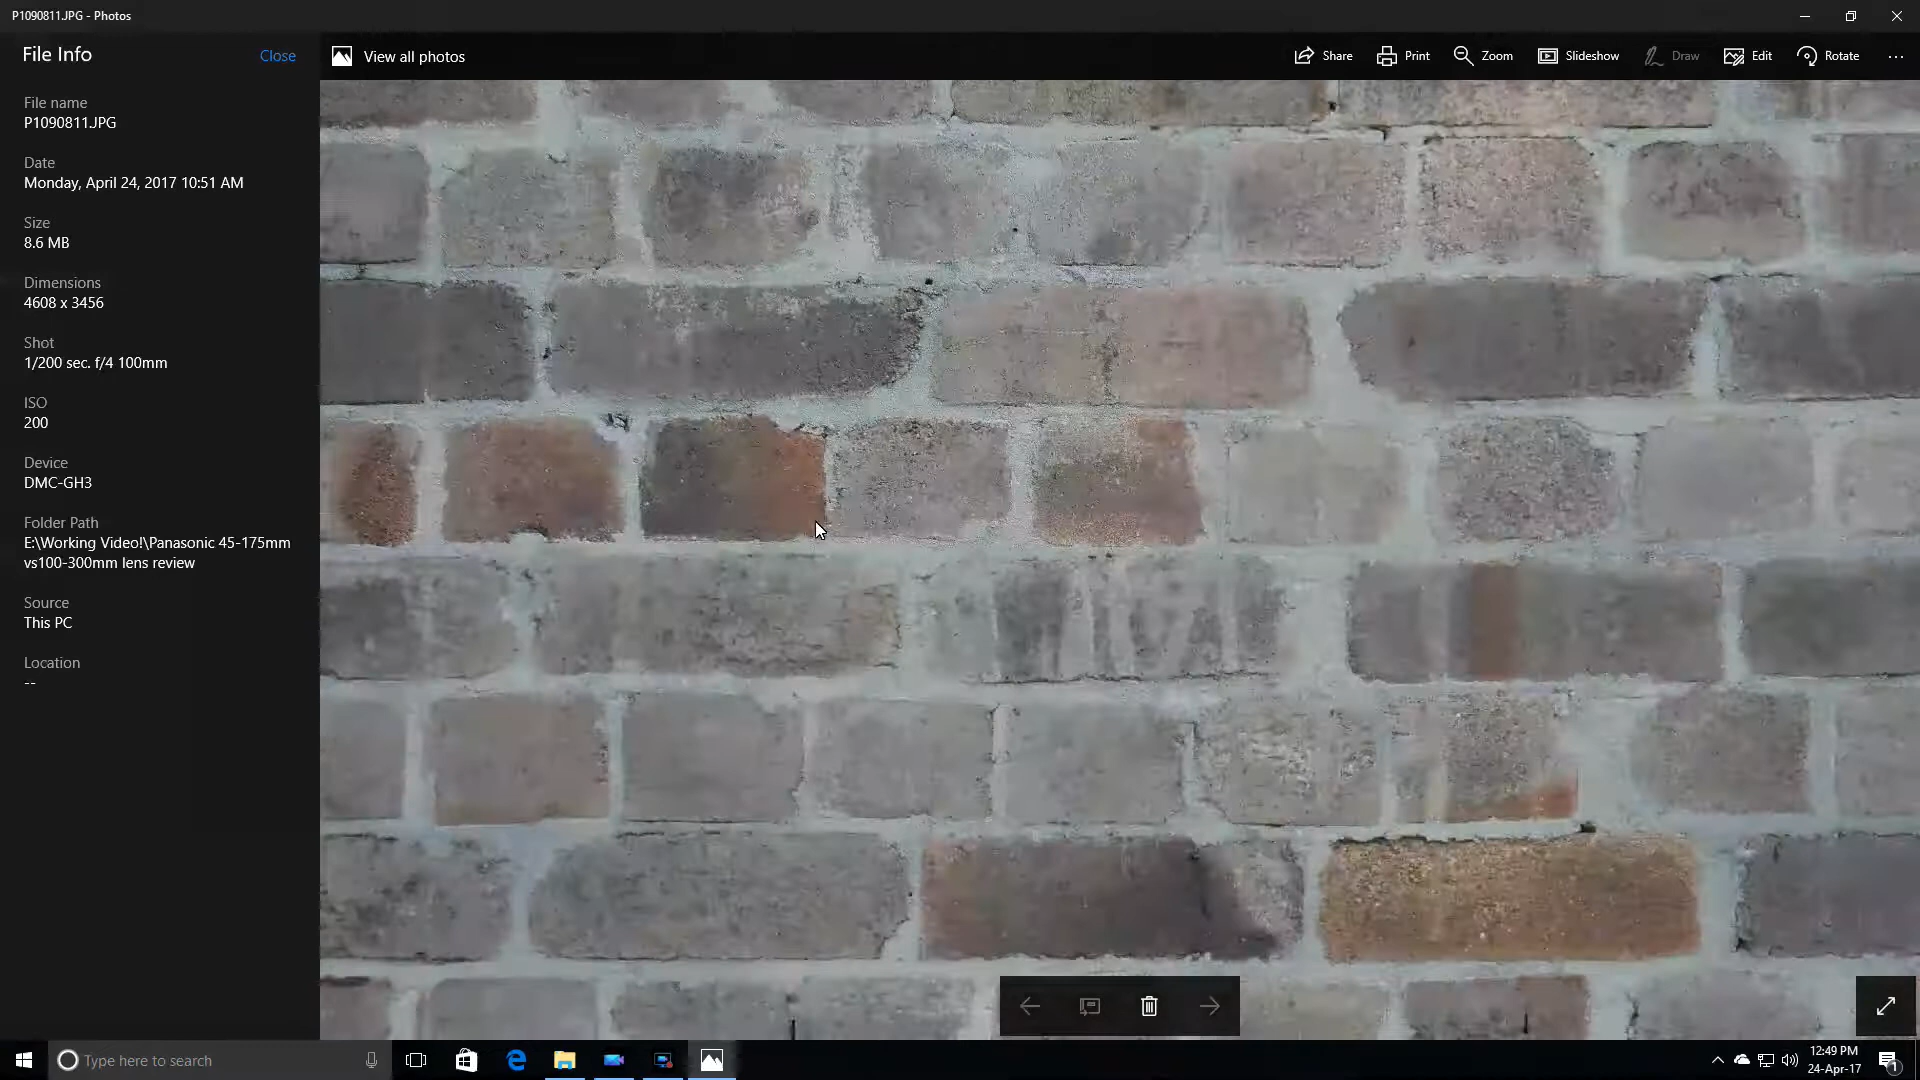 P1090811.JPG - Photos
File Info
Close
View all photos
Share
Print
Zoom
Slideshow
Draw
Edit
Rotate
File name
P1090811.JPG
Date
Monday, April 24, 2017 10:51 AM
Size
8.6 MB
Dimensions
4608 x 3456
Shot
1/200 sec. f/4 100mm
ISO
200
Device
DMC-GH3
Folder Path
E:\Working Video!\Panasonic 45-175mm
vs100-300mm lens review
Source
This PC
Location
--
Type here to search
12:49 PM
24-Apr-17
1